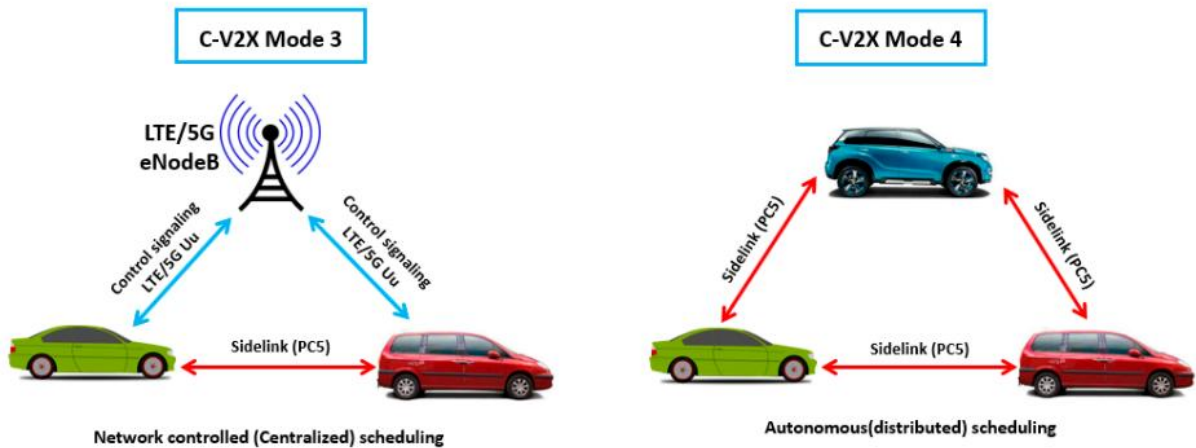 C-V2X Mode 3
LTE/5G
eNodeB
Control signaling
LTE/5G Uu
Control signaling
LTE/5G Uu
Sidelink (PC5)
Network controlled (Centralized) scheduling
C-V2X Mode 4
Sidelink (PC5)
Sidelink (PC5)
Sidelink (PC5)
Autonomous(distributed) scheduling